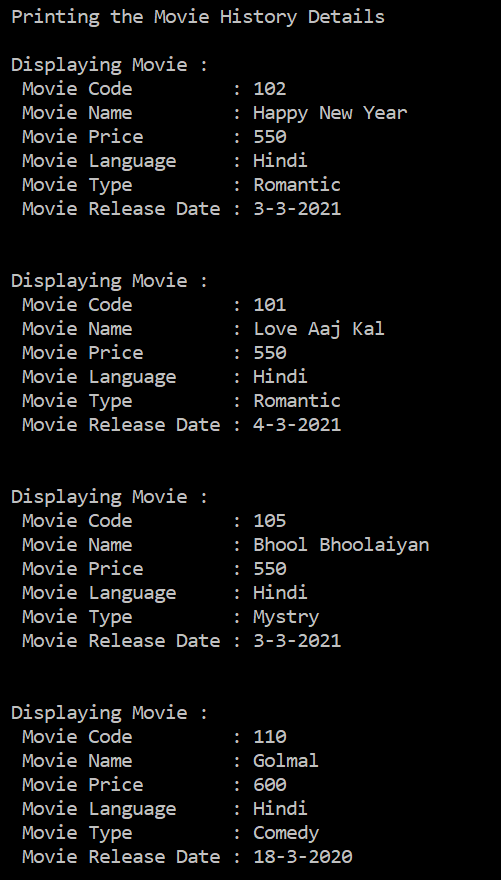 Printing the Movie History Details
Displaying Movie :
Movie Code : 102
Movie Name : Happy New Year
Movie Price : 550
Movie Language : Hindi
Movie Type : Romantic
Movie Release Date : 3-3-2021
Displaying Movie :
Movie Code : 101
Movie Name : Love Aaj Kal
Movie Price : 550
Movie Language : Hindi
Movie Type : Romantic
Movie Release Date : 4-3-2021
Displaying Movie :
Movie Code : 105
Movie Name : Bhool Bhoolaiyan
Movie Price : 550
Movie Language : Hindi
Movie Type : Mystry
Movie Release Date : 3-3-2021
Displaying Movie :
Movie Code : 110
Movie Name : Golmal
Movie Price : 600
Movie Language : Hindi
Movie Type : Comedy
Movie Release Date : 18-3-2020